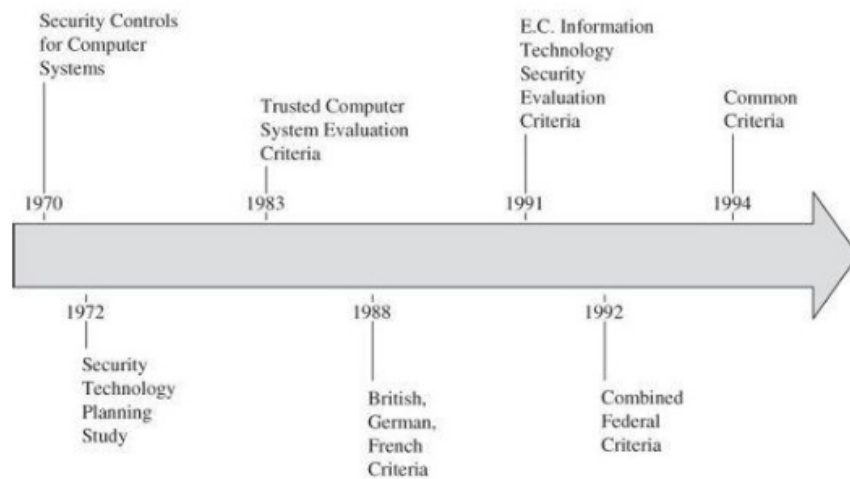 Security Controls
for Computer
Systems
1970
Security
Technology
Planning
Study
1972
Trusted Computer
System Evaluation
Criteria
1983
British,
German,
French
Criteria
1988
E.C. Information
Technology
Security
Evaluation
Criteria
1991
Combined
Federal
Criteria
1992
Common
Criteria
1994